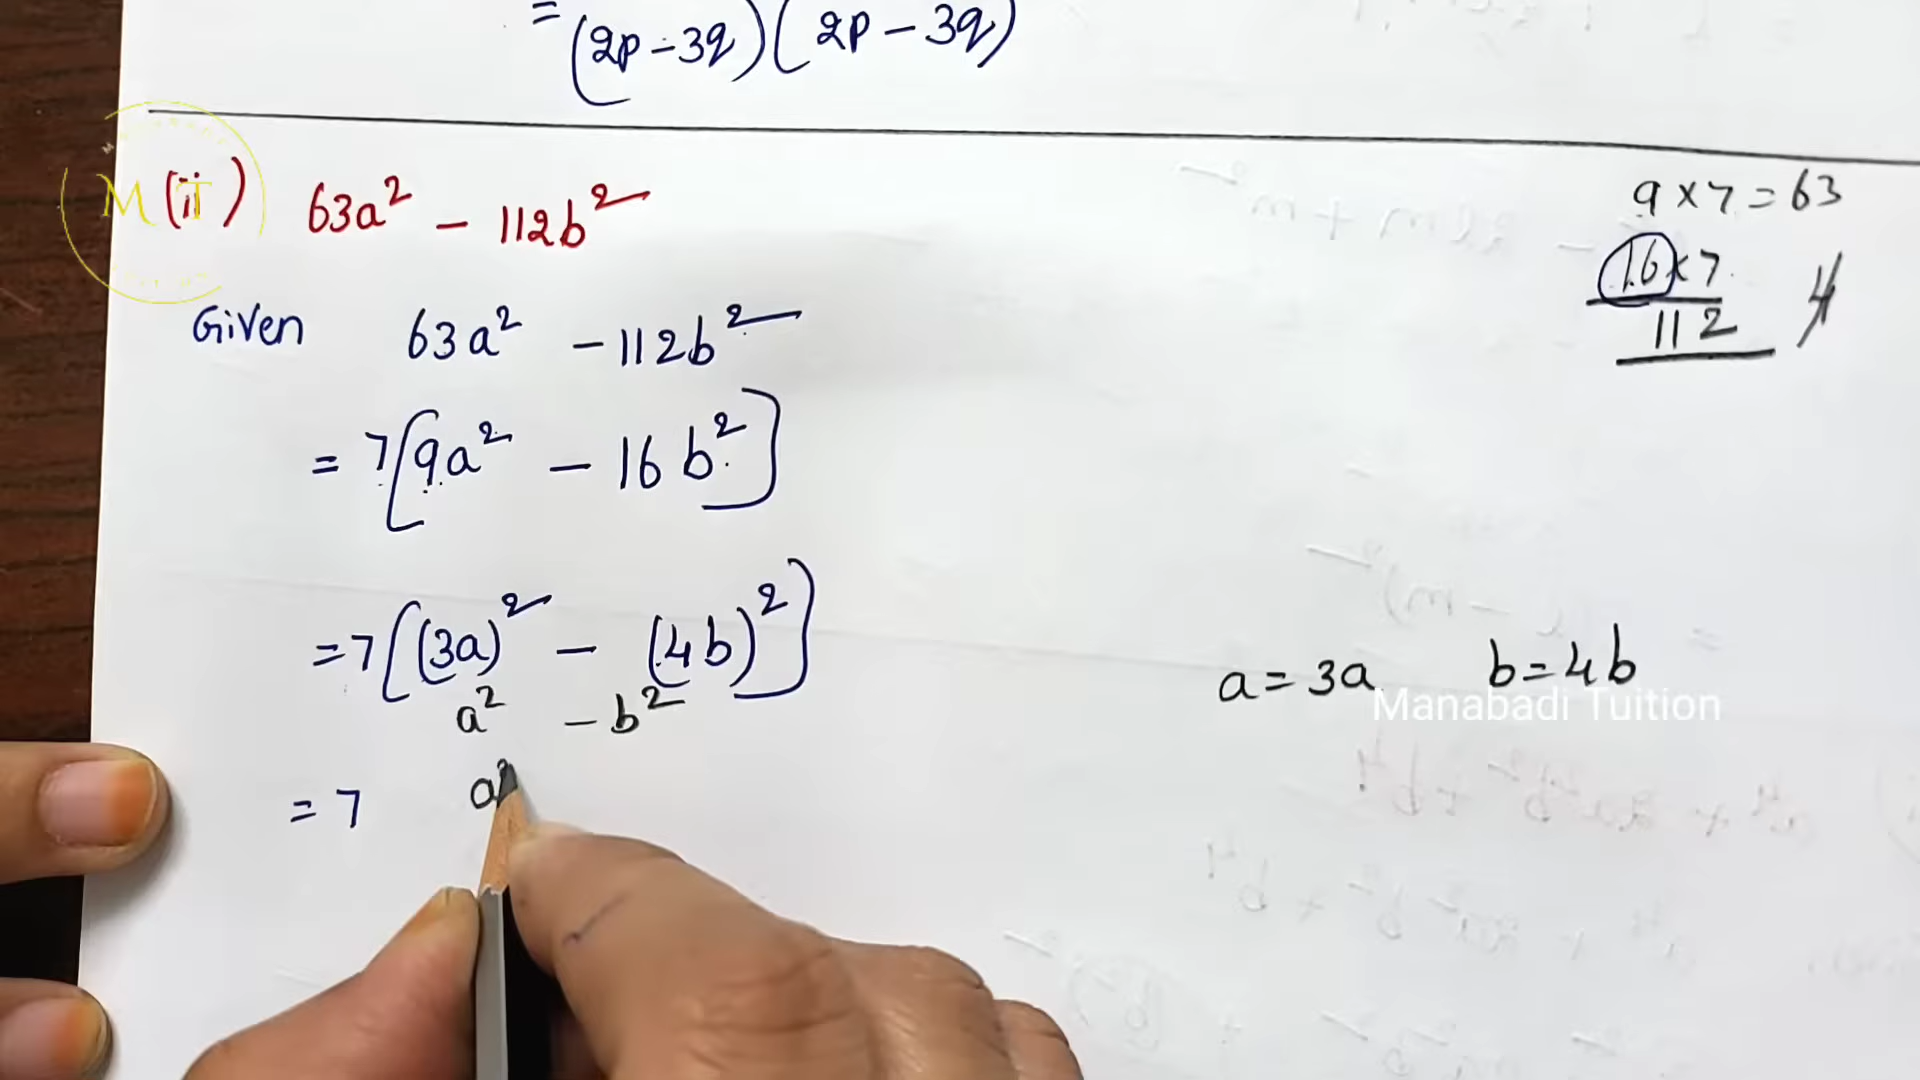 = (2p-3q)(2p-3q)
(ii) 63a² - 112b²
9 x 7 = 63
16 x 7
112
Given 63a² - 112b²
= 7[9a² - 16b²]
= 7[(3a)² - (4b)²]
a² - b²
a = 3a b = 4b
Manabadi Tuition
= 7 a²